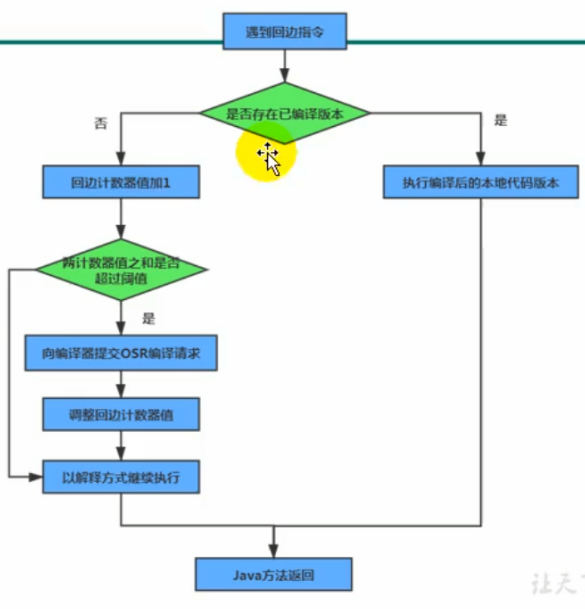 遇到回边指令
是否存在已编译版本
否
是
回边计数器值加1
执行编译后的本地代码版本
两计数器值之和是否
超过阈值
是
向编译器提交OSR编译请求
调整回边计数器值
以解释方式继续执行
Java方法返回
让天